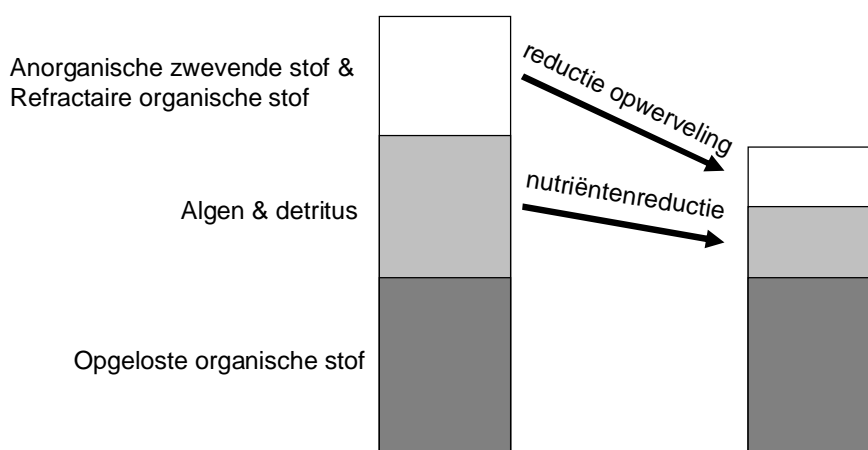 Anorganische zwevende stof &
Refractaire organische stof
reductie opwerveling
Algen & detritus
nutriëntenreductie
Opgeloste organische stof